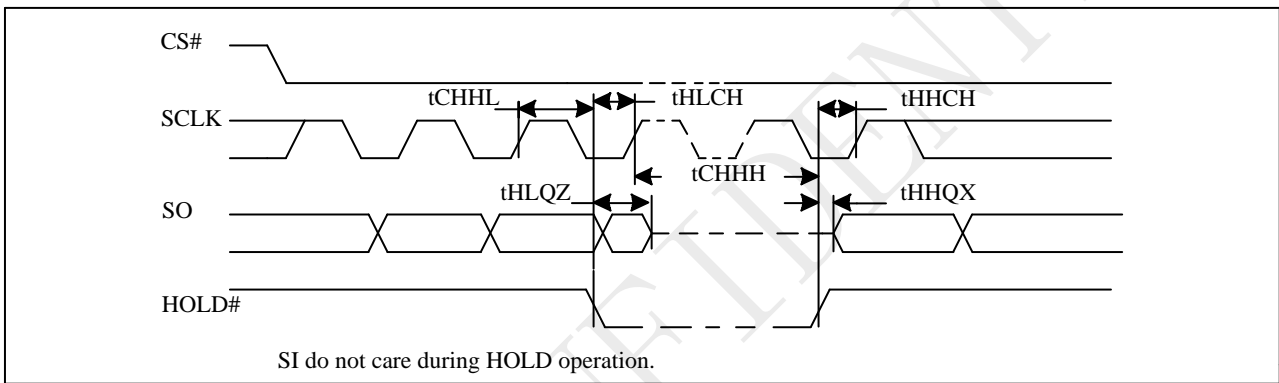 CS#
tCHHL
tHLCH
tHHCH
SCLK
tCHHH
tHLQZ
tHHQX
SO
HOLD#
SI do not care during HOLD operation.